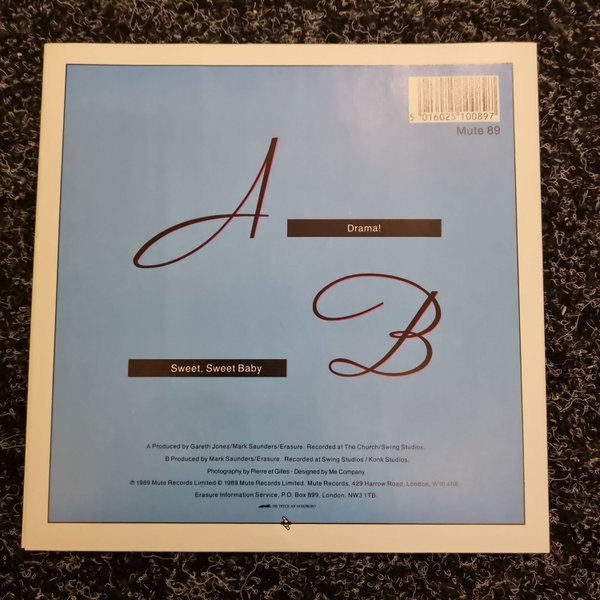 5 016025 100897
Mute 89
A
Drama!
B
Sweet, Sweet Baby
A Produced by Gareth Jones/Mark Saunders/Erasure. Recorded at The Church/Swing Studios.
B Produced by Mark Saunders/Erasure. Recorded at Swing Studios / Konk Studios.
Photography by Pierre et Gilles · Designed by Me Company
℗ 1989 Mute Records Limited © 1989 Mute Records Limited. Mute Records, 429 Harrow Road, London, W10 4NE.
Erasure Information Service, P.O. Box 899, London. NW3 1TB.